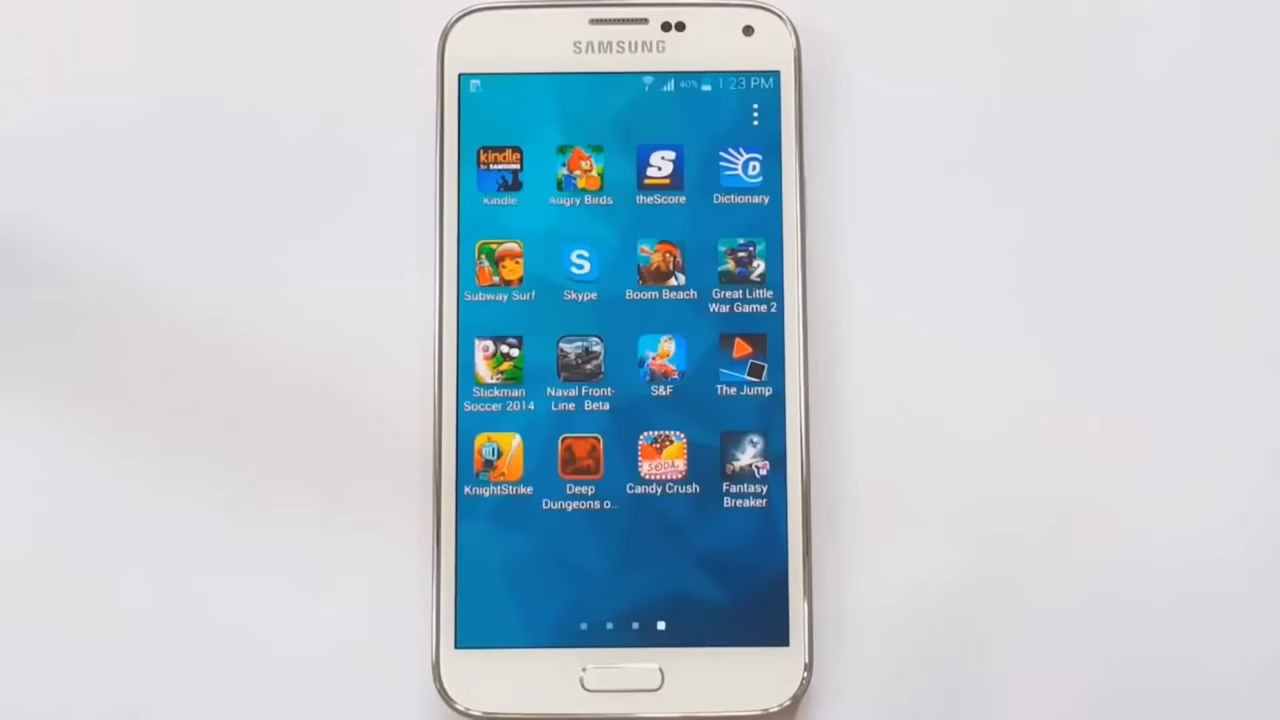 SAMSUNG
40% 1:23 PM
kindle
for SAMSUNG
Kindle
Angry Birds
S
theScore
D
Dictionary
Subway Surf
S
Skype
Boom Beach
2
Great Little
War Game 2
Stickman
Soccer 2014
Naval Front-
Line Beta
S&F
The Jump
KnightStrike
Deep
Dungeons o..
SODA
Candy Crush
Fantasy
Breaker